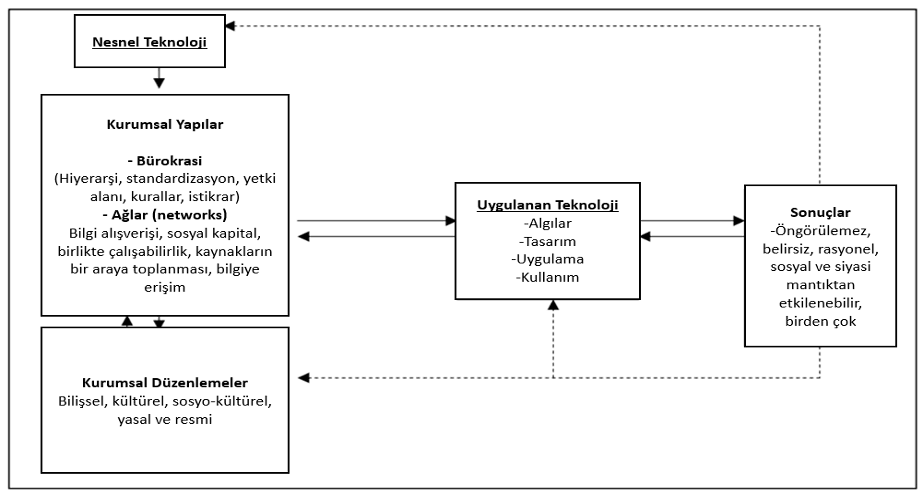 Nesnel Teknoloji
Kurumsal Yapılar
- Bürokrasi
(Hiyerarşi, standardizasyon, yetki
alanı, kurallar, istikrar)
- Ağlar (networks)
Bilgi alışverişi, sosyal kapital,
birlikte çalışabilirlik, kaynakların
bir araya toplanması, bilgiye
erişim
Kurumsal Düzenlemeler
Bilişsel, kültürel, sosyo-kültürel,
yasal ve resmi
Uygulanan Teknoloji
-Algılar
-Tasarım
-Uygulama
-Kullanım
Sonuçlar
-Öngörülemez,
belirsiz, rasyonel,
sosyal ve siyasi
mantıktan
etkilenebilir,
birden çok